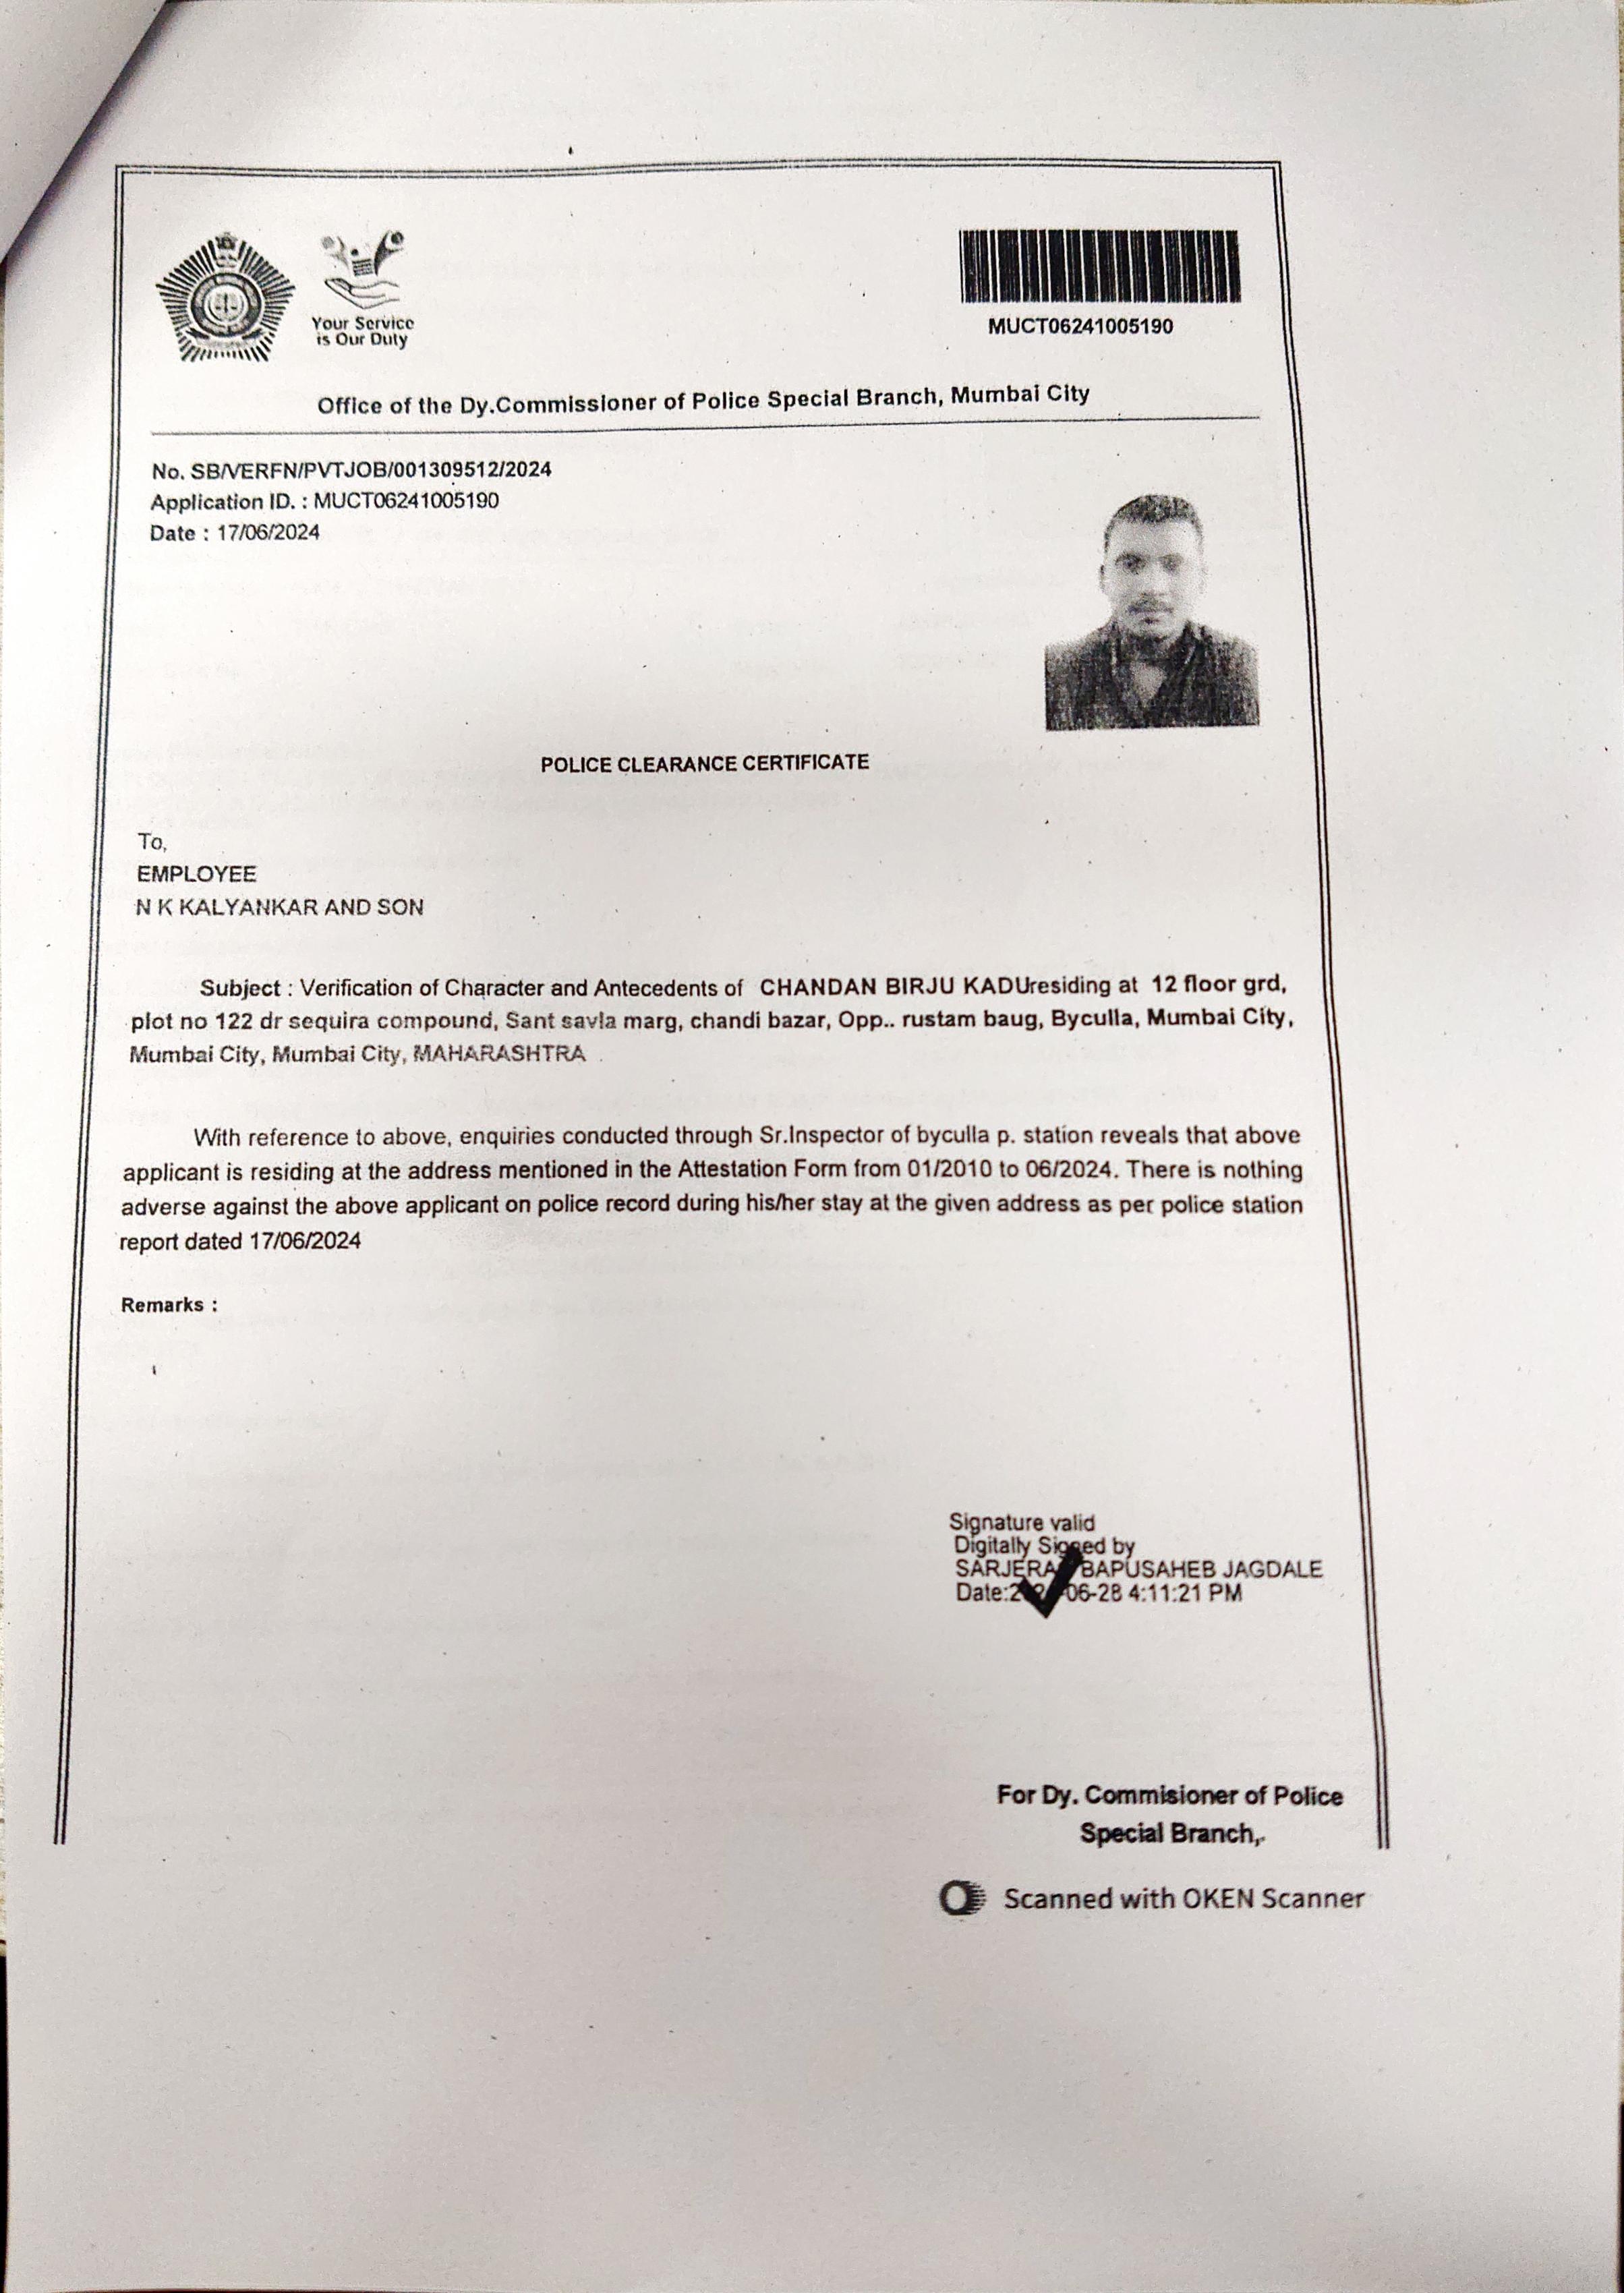 Your Service
is Our Duty
MUCT06241005190
Office of the Dy.Commissioner of Police Special Branch, Mumbai City
No. SB/VERFN/PVTJOB/001309512/2024
Application ID. : MUCT06241005190
Date : 17/06/2024
POLICE CLEARANCE CERTIFICATE
To,
EMPLOYEE
N K KALYANKAR AND SON
Subject : Verification of Character and Antecedents of CHANDAN BIRJU KADUresiding at 12 floor grd,
plot no 122 dr sequira compound, Sant savla marg, chandi bazar, Opp.. rustam baug, Byculla, Mumbai City,
Mumbai City, Mumbai City, MAHARASHTRA .
With reference to above, enquiries conducted through Sr.Inspector of byculla p. station reveals that above
applicant is residing at the address mentioned in the Attestation Form from 01/2010 to 06/2024. There is nothing
adverse against the above applicant on police record during his/her stay at the given address as per police station
report dated 17/06/2024
Remarks :
Signature valid
Digitally Signed by
BAPUSAHEB JAGDALE
06-28 4:11:21 PM
For Dy. Commisioner of Police
Special Branch,
Scanned with OKEN Scanner